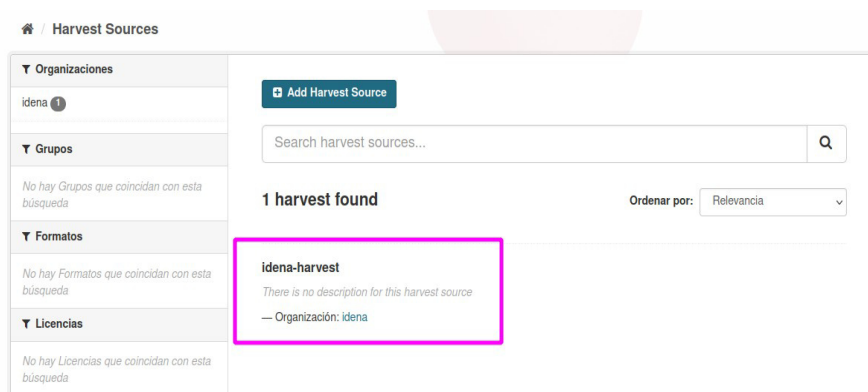 / Harvest Sources
Organizaciones
idena 1
Grupos
No hay Grupos que coincidan con esta
búsqueda
Formatos
No hay Formatos que coincidan con esta
búsqueda
Licencias
No hay Licencias que coincidan con esta
búsqueda
Add Harvest Source
Search harvest sources...
1 harvest found
Ordenar por: Relevancia
idena-harvest
There is no description for this harvest source
— Organización: idena